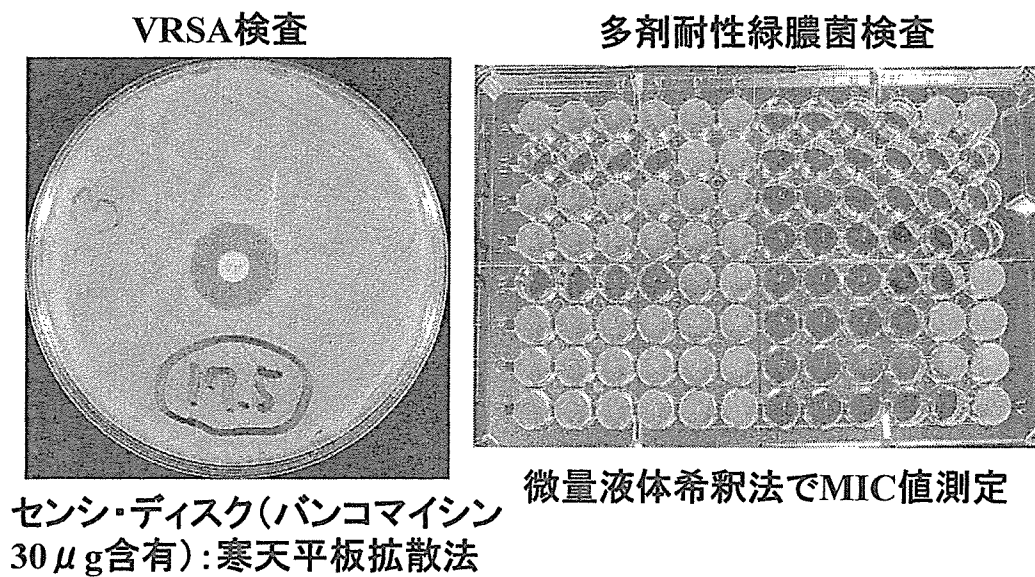 VRSA検査
多剤耐性緑膿菌検査
センシ・ディスク(バンコマイシン
30μg含有):寒天平板拡散法
微量液体希釈法でMIC値測定